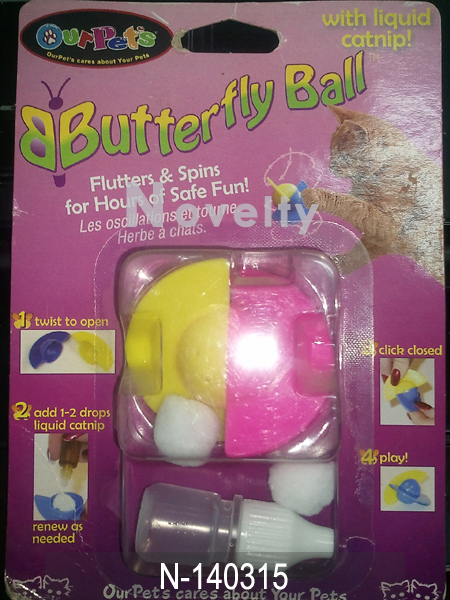 OurPet's
OurPet's cares about Your Pets
with liquid
catnip!
Butterfly Ball
Flutters & Spins
for Hours of Safe Fun!
Les oscillations et tourne
Herbe à chats.
Novelty
1. twist to open
2. add 1-2 drops
liquid catnip
renew as
needed
3. click closed
4. play!
N-140315
OurPet's cares about Your Pets